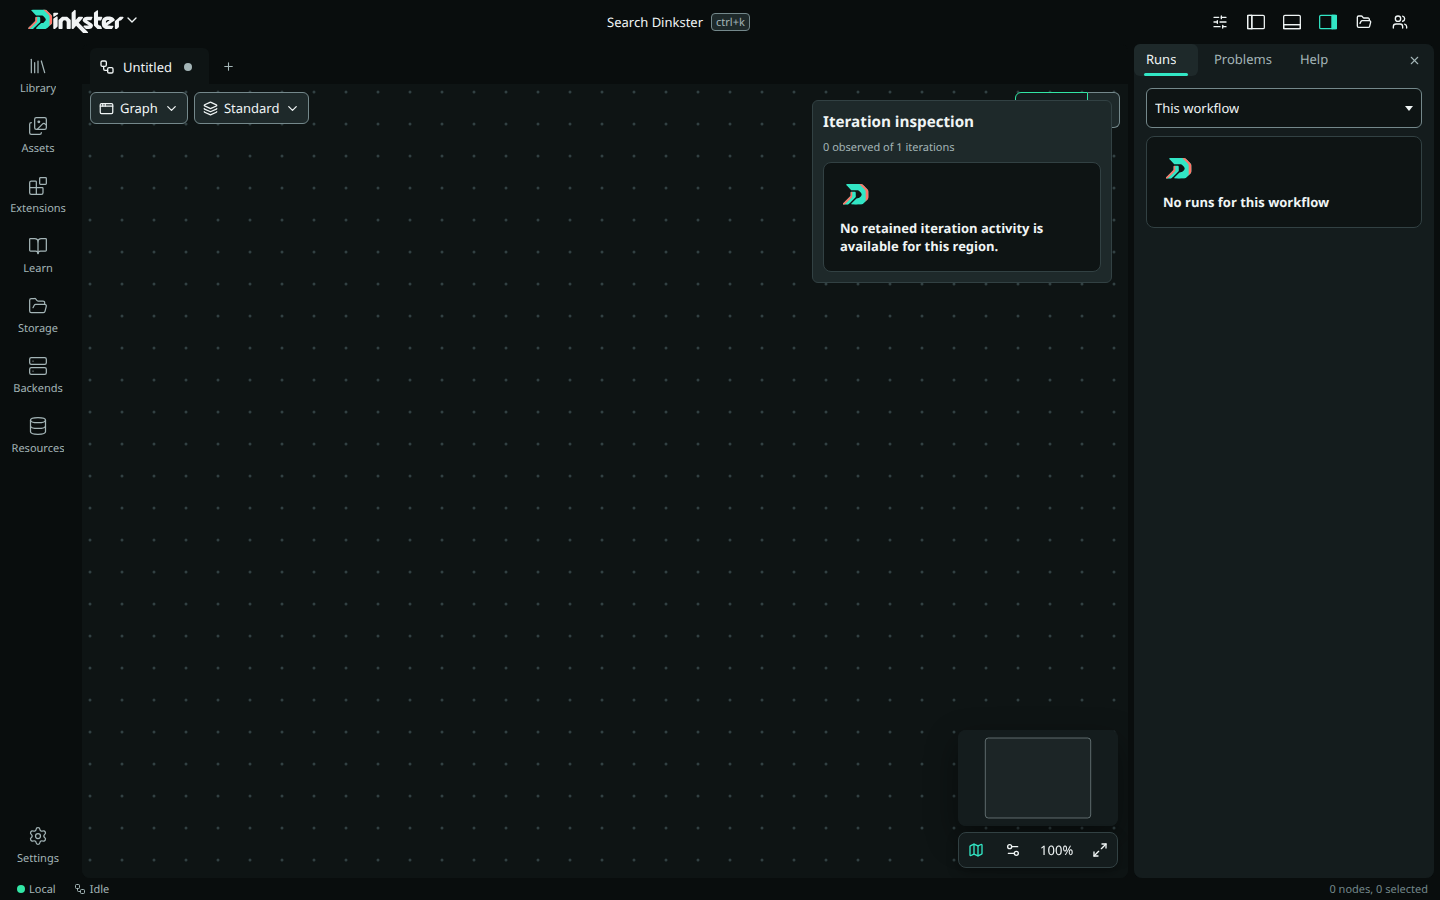 Dinkster
Search Dinkster ctrl+k
Library
Assets
Extensions
Learn
Storage
Backends
Resources
Settings
Untitled
Graph
Standard
Iteration inspection
0 observed of 1 iterations
No retained iteration activity is
available for this region.
100%
Runs
Problems
Help
This workflow
No runs for this workflow
Local
Idle
0 nodes, 0 selected